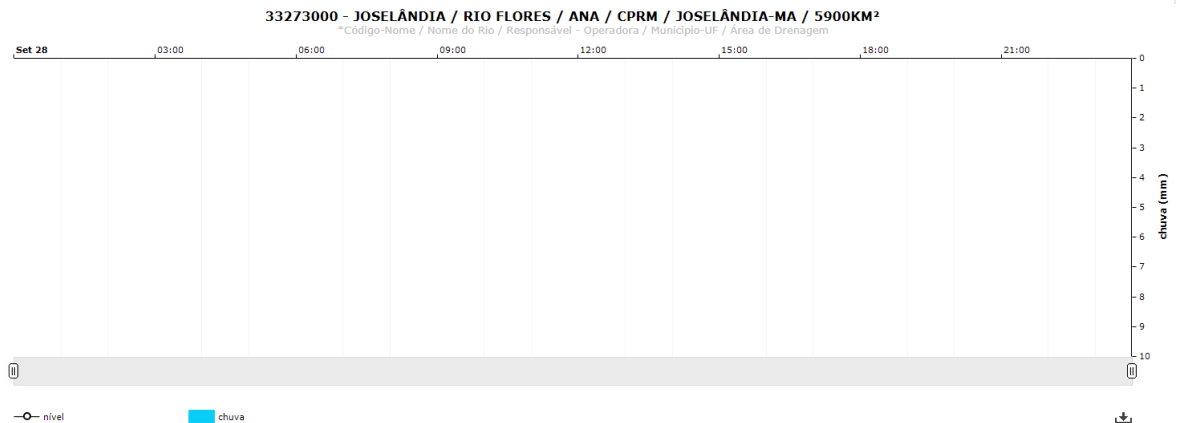 33273000 - JOSELÂNDIA / RIO FLORES / ANA / CPRM / JOSELÂNDIA-MA / 5900KM²
*Código-Nome / Nome do Rio / Responsável - Operadora / Município-UF / Área de Drenagem
Set 28 03:00 06:00 09:00 12:00 15:00 18:00 21:00
0
1
2
3
4
5
6
7
8
9
10
chuva (mm)
nível chuva